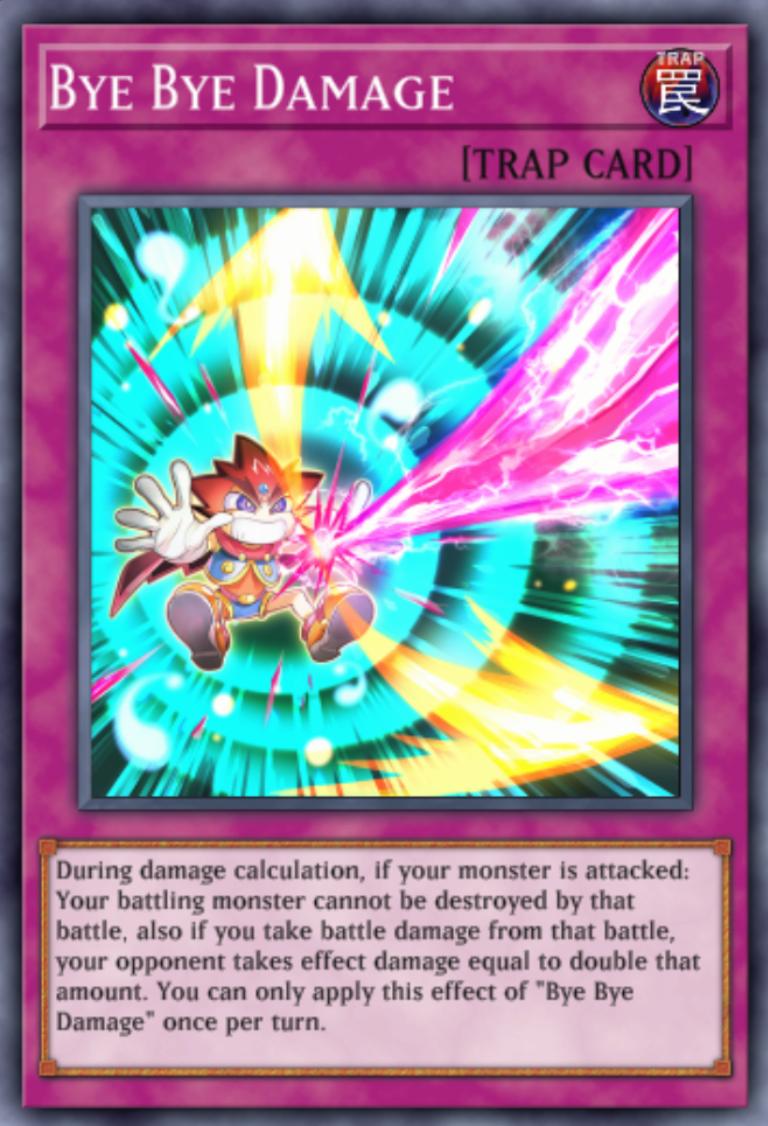 BYE BYE DAMAGE
TRAP
罠
[TRAP CARD]
During damage calculation, if your monster is attacked:
Your battling monster cannot be destroyed by that
battle, also if you take battle damage from that battle,
your opponent takes effect damage equal to double that
amount. You can only apply this effect of "Bye Bye
Damage" once per turn.